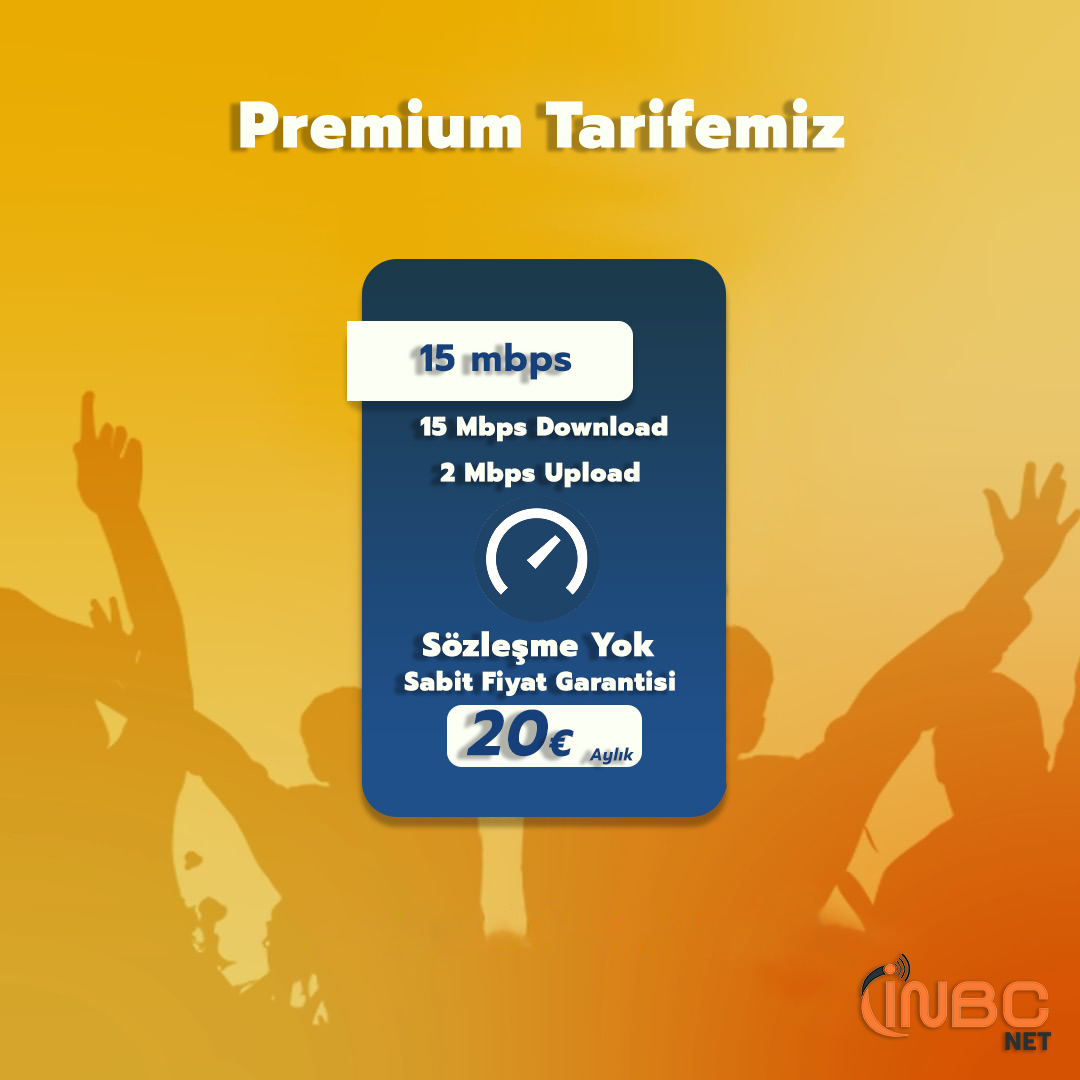 Premium Tarifemiz
15 mbps
15 Mbps Download
2 Mbps Upload
Sözleşme Yok
Sabit Fiyat Garantisi
20€ Aylık
iNBC
NET